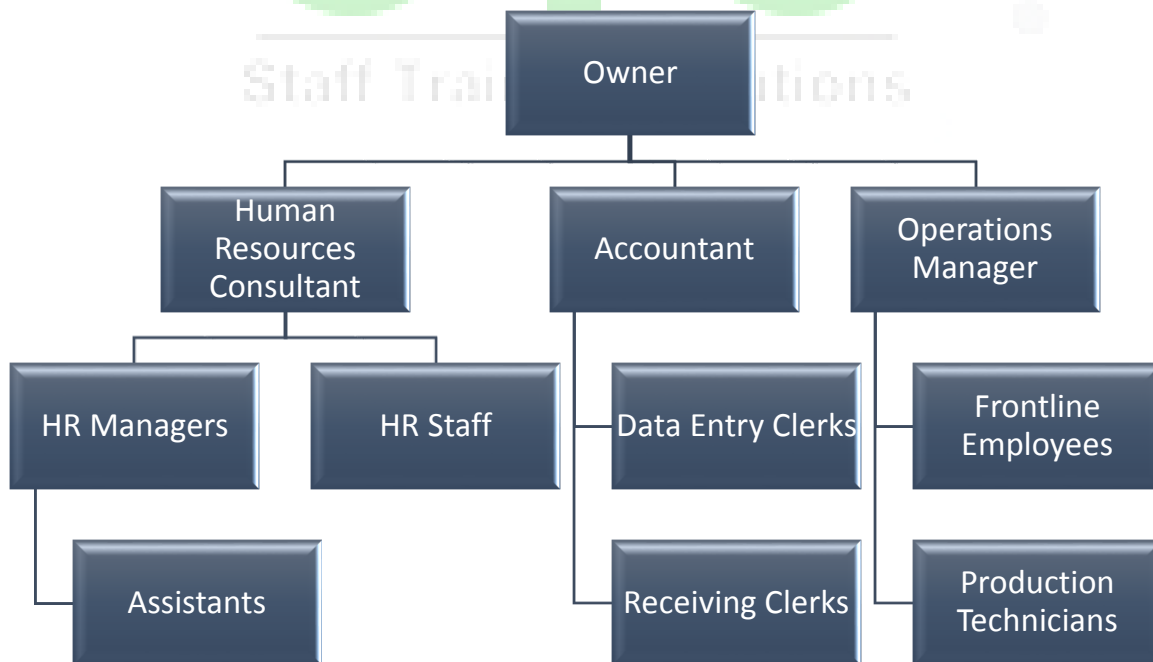 Staff
Owner
Human
Resources
Consultant
Accountant
Operations
Manager
HR Managers
HR Staff
Data Entry Clerks
Frontline
Employees
Assistants
Receiving Clerks
Production
Technicians